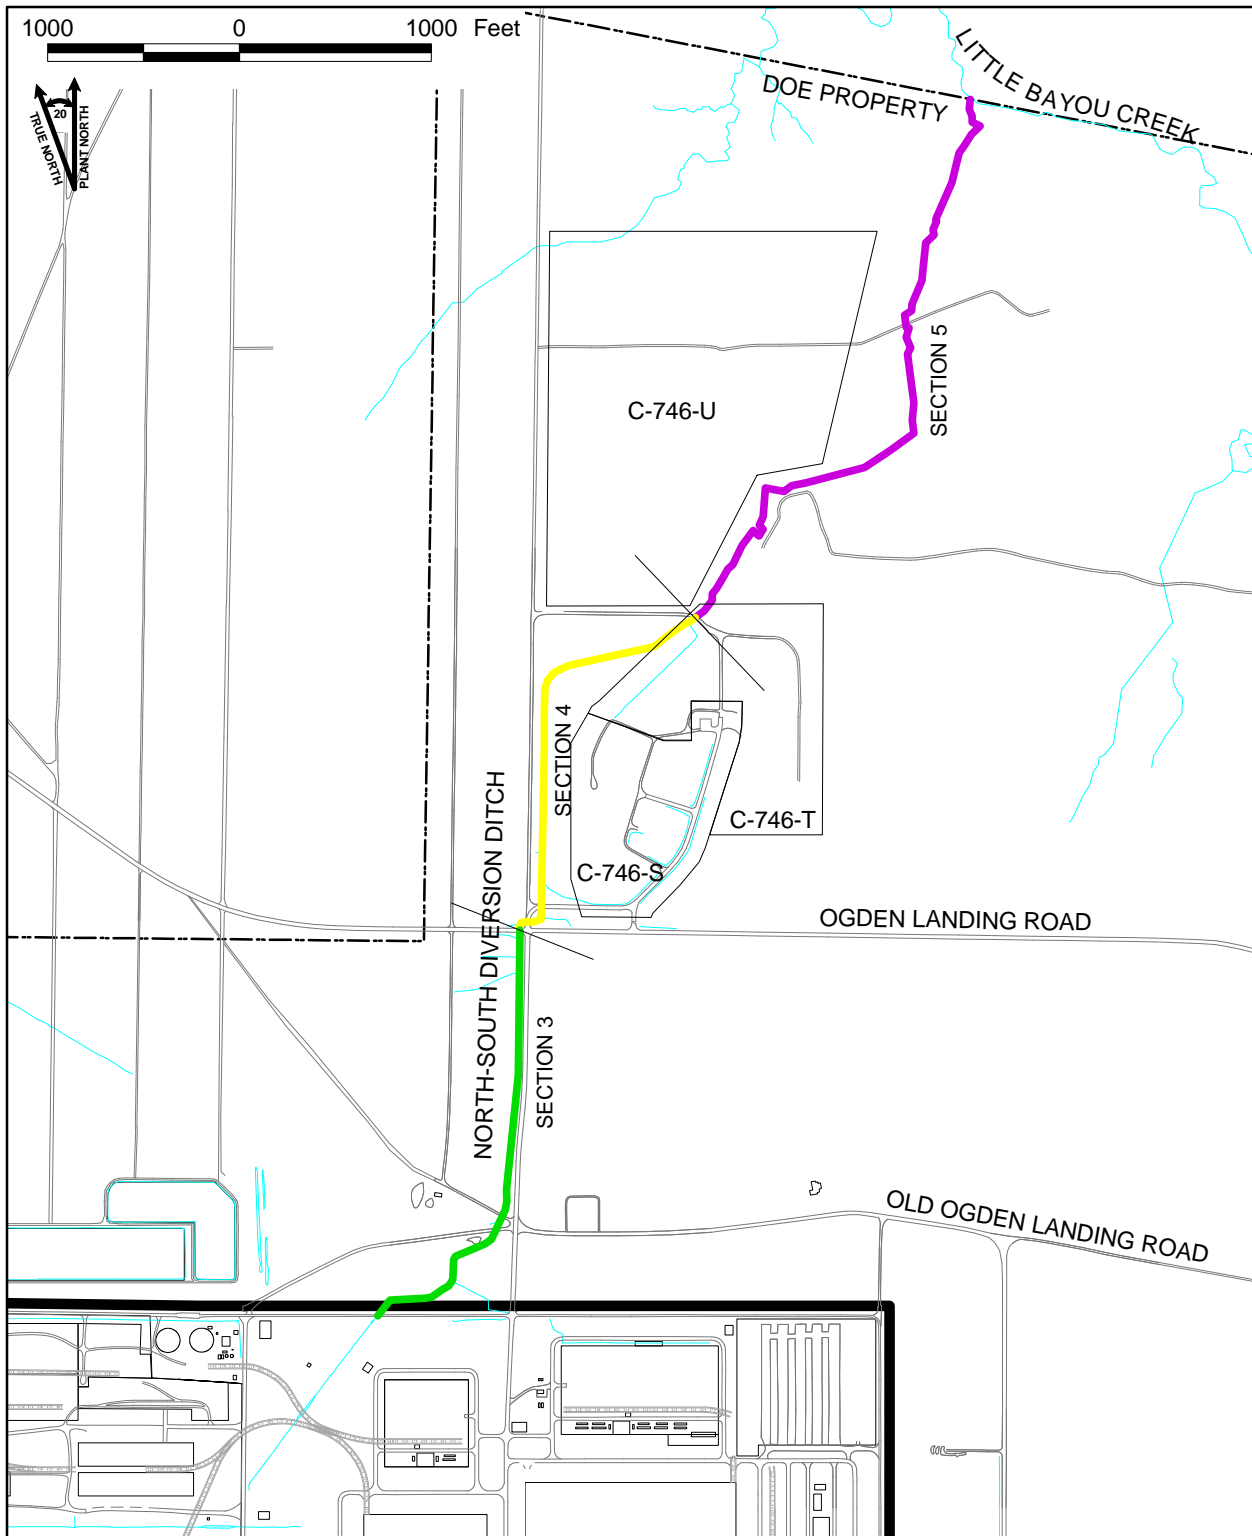 1000 0 1000 Feet
20
TRUE NORTH
PLANT NORTH
LITTLE BAYOU CREEK
DOE PROPERTY
SECTION 5
C-746-U
SECTION 4
C-746-T
C-746-S
NORTH-SOUTH DIVERSION DITCH
OGDEN LANDING ROAD
SECTION 3
OLD OGDEN LANDING ROAD